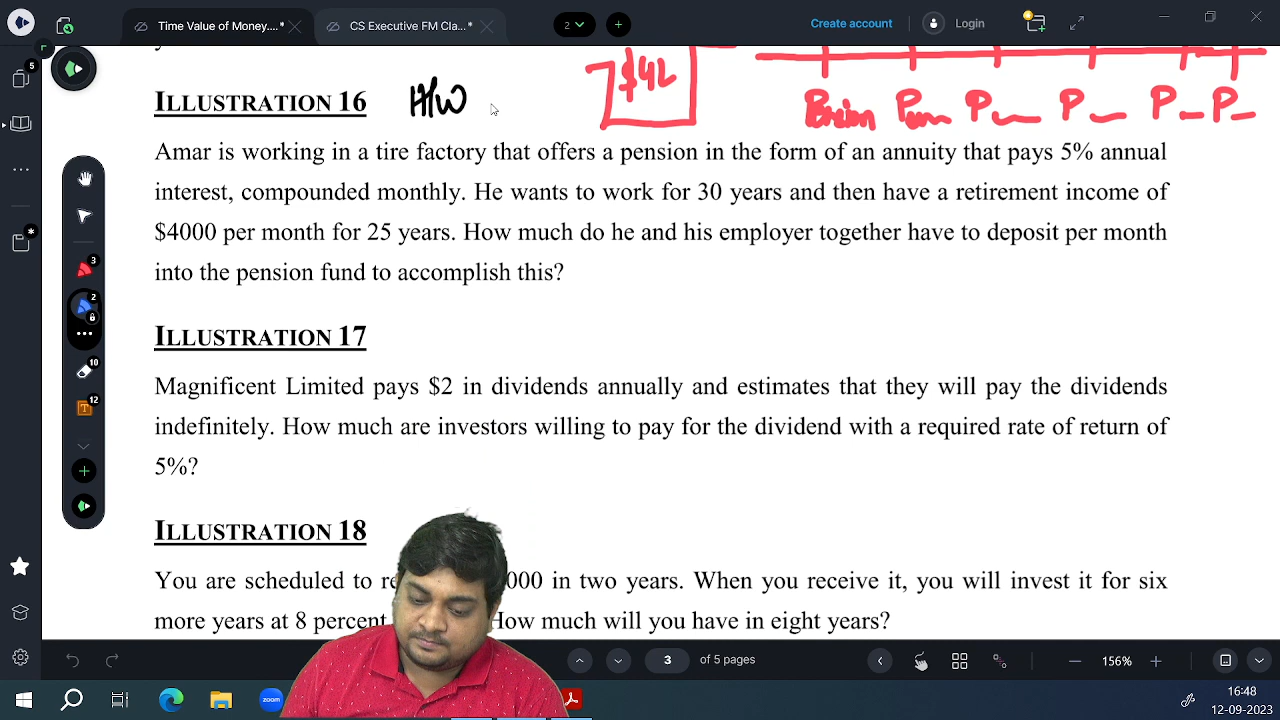 Time Value of Money....*
CS Executive FM Cla...*
2
Create account
Login
$42
Pension P P P P P
5
ILLUSTRATION 16 H/W
Amar is working in a tire factory that offers a pension in the form of an annuity that pays 5% annual
interest, compounded monthly. He wants to work for 30 years and then have a retirement income of
$4000 per month for 25 years. How much do he and his employer together have to deposit per month
into the pension fund to accomplish this?
3
2
10
12
ILLUSTRATION 17
Magnificent Limited pays $2 in dividends annually and estimates that they will pay the dividends
indefinitely. How much are investors willing to pay for the dividend with a required rate of return of
5%?
ILLUSTRATION 18
You are scheduled to 000 in two years. When you receive it, you will invest it for six
more years at 8 percent How much will you have in eight years?
3 of 5 pages
156%
zoom
16:48
12-09-2023